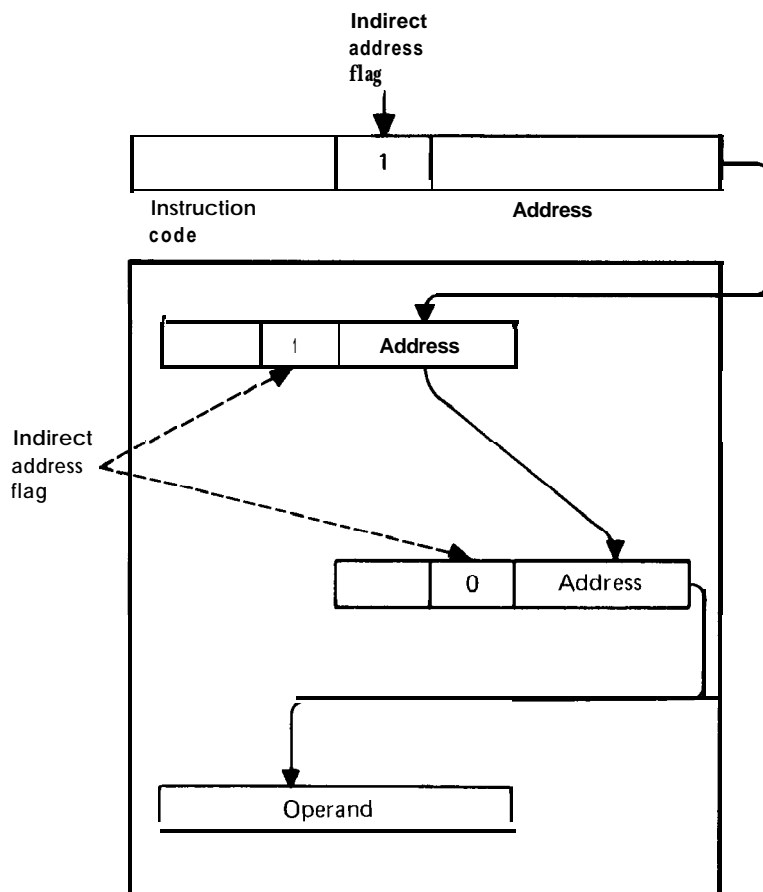 Indirect
address
flag
1
Instruction
code
Address
1
Address
Indirect
address
flag
0
Address
Operand